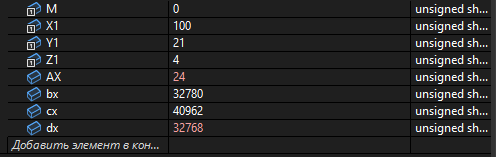 M 0 unsigned sh...
X1 100 unsigned sh...
Y1 21 unsigned sh...
Z1 4 unsigned sh...
AX 24 unsigned sh...
bx 32780 unsigned sh...
cx 40962 unsigned sh...
dx 32768 unsigned sh...
Добавить элемент в кон...